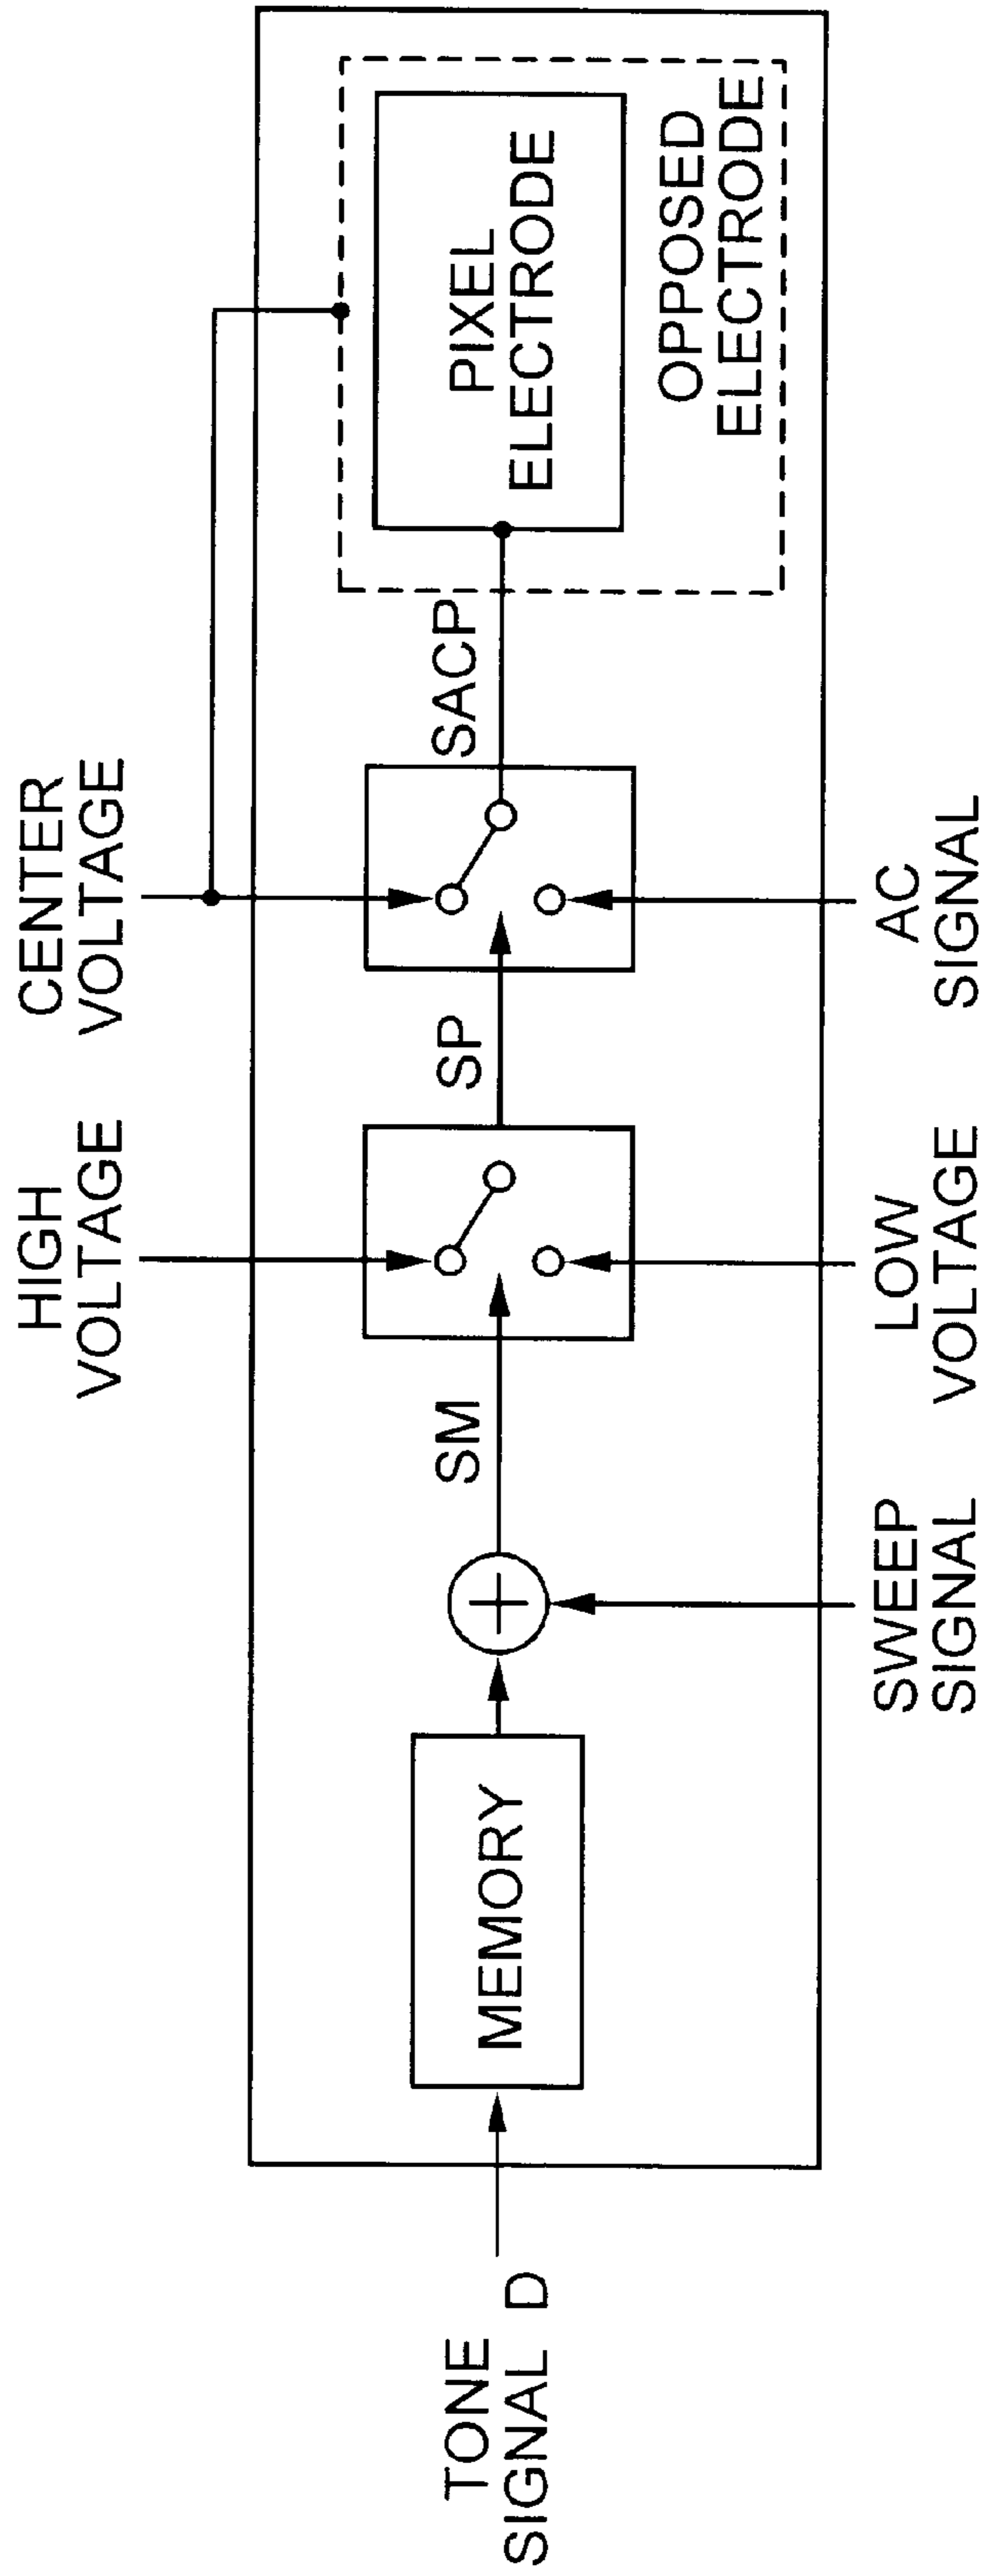 HIGH
VOLTAGE
CENTER
VOLTAGE
TONE
SIGNAL D
MEMORY
SM
SP
SACP
PIXEL
ELECTRODE
OPPOSED
ELECTRODE
SWEEP
SIGNAL
LOW
VOLTAGE
AC
SIGNAL